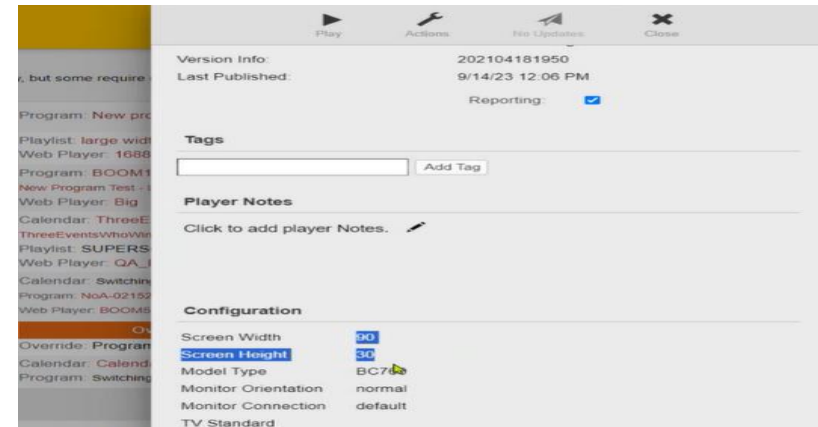 Play Actions No Updates Close
Version Info: 202104181950
Last Published: 9/14/23 12:06 PM
Reporting:
Tags
Add Tag
Player Notes
Click to add player Notes.
Configuration
Screen Width 90
Screen Height 30
Model Type
Monitor Orientation normal
Monitor Connection default
TV Standard
, but some require
Program: New pro
Playlist: large widt
Web Player: 1688
Program: BOOM1
New Program Test -
Web Player: Big
Calendar: ThreeE
ThreeEventsWhoWin
Playlist: SUPERS
Web Player: QA_
Calendar: Switchin
Program: NoA-02152
Web Player: BOOM5
Ov
Override: Program
Calendar: Calend
Program: Switching